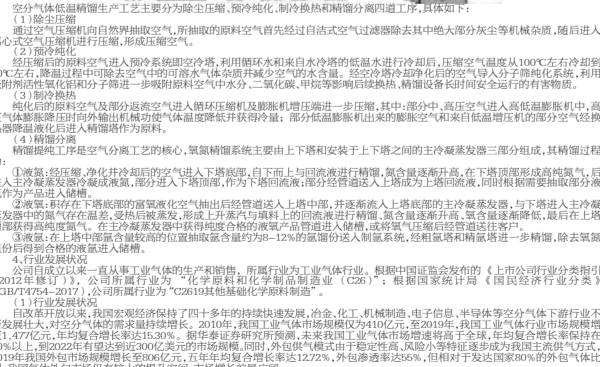 空分气体低温精馏生产工艺主要分为除尘压缩、预冷纯化、制冷换热和精馏分离四道工序,具体如下:
(1)除尘压缩
通过空气压缩机向自然界抽取空气,所抽取的原料空气首先经过自洁式空气过滤器除去其中绝大部分灰尘等机械杂质,随后进入
心式空气压缩机进行压缩,形成压缩空气。
(2)预冷纯化
经压缩后的原料空气进入预冷系统即空冷塔,利用循环水和来自水冷塔的低温水进行冷却后,压缩空气温度从100℃左右冷却到
0℃左右,降温过程中可除去空气中的可溶水气体杂质并减少空气的水含量。经空冷塔冷却净化后的空气导入分子筛纯化系统,利用
附剂活性氧化铝和分子筛进一步吸附原料空气中水分、二氧化碳、甲烷等影响后续换热、精馏设备长时间安全运行的有害物质。
(3)制冷换热
纯化后的原料空气及部分返流空气进入循环压缩机及膨胀机增压端进一步压缩,其中:部分中、高压空气进入高低温膨胀机中,高
气体膨胀降压时向外输出机械功使气体温度降低并获得冷量;部分低温膨胀机出来的膨胀空气和来自低温增压机的部分空气经换
器降温液化后进入精馏塔作为原料。
(4)精馏分离
精馏提纯工序是空气分离工艺的核心,氧氮精馏系统主要由上下塔和安装于上下塔之间的主冷凝蒸发器三部分组成,其精馏过程
:
①液氮:经压缩、净化并冷却后的空气进入下塔底部,自下而上与回流液进行精馏,氮含量逐渐升高,在下塔顶部形成高纯氮气,后
进入主冷凝蒸发器冷凝成液氮,部分进入下塔顶部,作为下塔回流液;部分经管道送入上塔成为上塔回流液,同时根据需要抽取部分液
作为产品进入储槽。
②液氧:积存在下塔底部的富氧液化空气抽出后经管道送入上塔中部,并逐渐流入上塔底部的主冷凝蒸发器,与下塔进入主冷凝
发器中的氮气存在温差,受热后被蒸发,形成上升蒸汽与填料上的回流液进行精馏,氮含量逐渐升高,氧含量逐渐降低,最后在上塔
部获得高纯度氮气。在主冷凝蒸发器中获得纯度合格的液氧产品管道进入储槽,或将氧气压缩后经管道送往客户。
③液氩:在上塔中部氩含量较高的位置抽取氩含量约为8-12%的氩馏份送入制氩系统,经粗氩塔和精氩塔进一步精馏,除去氧氮
份后得到合格的液氩进入储槽。
4、行业发展状况
公司自成立以来一直从事工业气体的生产和销售,所属行业为工业气体行业。根据中国证监会发布的《上市公司行业分类指引
2012年修订)》,公司所属行业为“化学原料和化学制品制造业(C26)”;根据国家统计局《国民经济行业分类》
GB/T4754-2017),公司所属行业为“C2619其他基础化学原料制造”。
(1)行业发展状况
自改革开放以来,我国宏观经济保持了四十多年的持续快速发展,冶金、化工、机械制造、电子信息、半导体等空分气体下游行业不
发展壮大,对空分气体的需求量持续增长。2010年,我国工业气体市场规模仅为410亿元,至2019年,我国工业气体行业市场规模增
1,477亿元,年均复合增长率达15.30%。据华泰证券研究所预测,未来我国工业气体市场增速将高于全球,年均复合增长率保持在
%以上,到2022年有望达到近300亿美元的市场规模。同时,外包供气模式由于稳定性高、风险小等特征逐步成为我国主流供气方式,
019年我国外包市场规模增长至806亿元,五年年均复合增长率达12.72%,外包渗透率达55%,但相对于发达国家80%的外包气体比